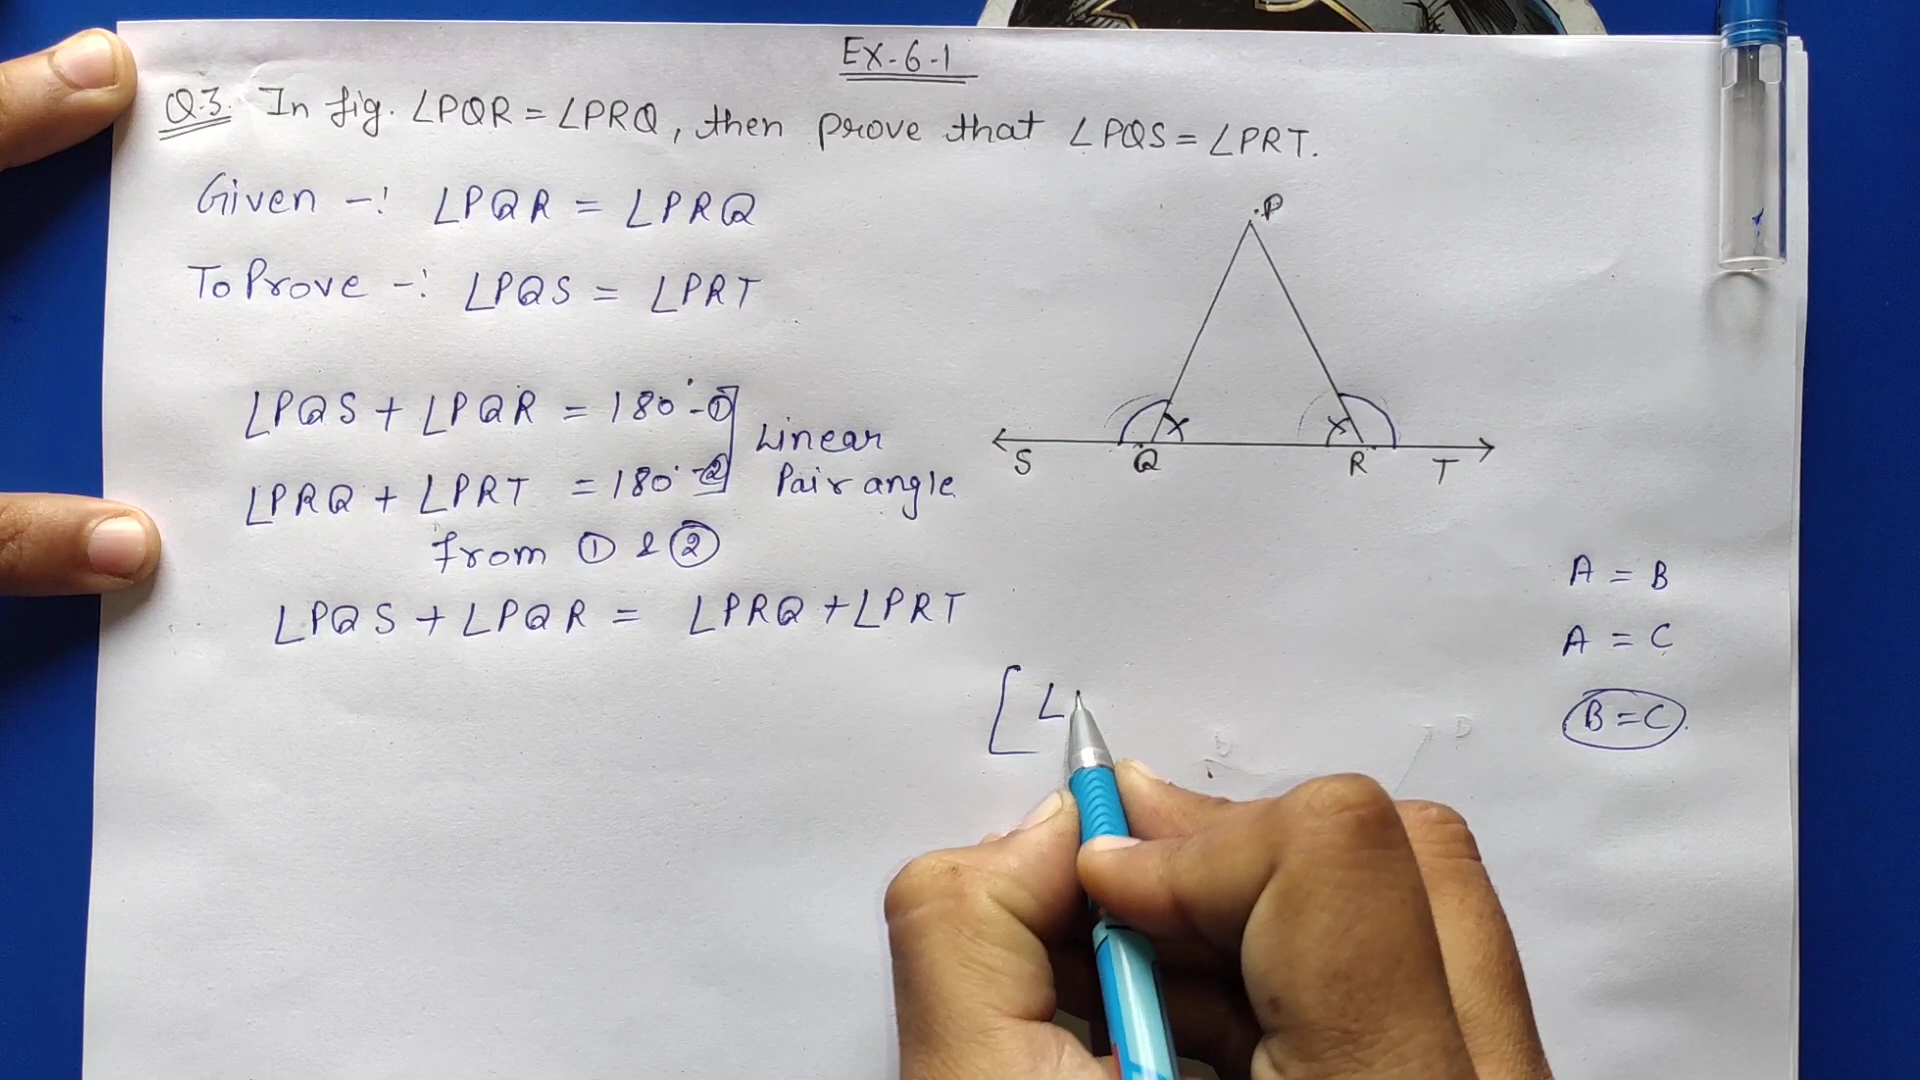 Ex-6.1
Q.3. In fig. ∠PQR = ∠PRQ, then prove that ∠PQS = ∠PRT.
Given -: ∠PQR = ∠PRQ
To Prove -: ∠PQS = ∠PRT
∠PQS + ∠PQR = 180° -①
∠PRQ + ∠PRT = 180° -②
Linear
Pair angle
from ① & ②
∠PQS + ∠PQR = ∠PRQ + ∠PRT
[∠
P
x x
S Q R T
A = B
A = C
B = C